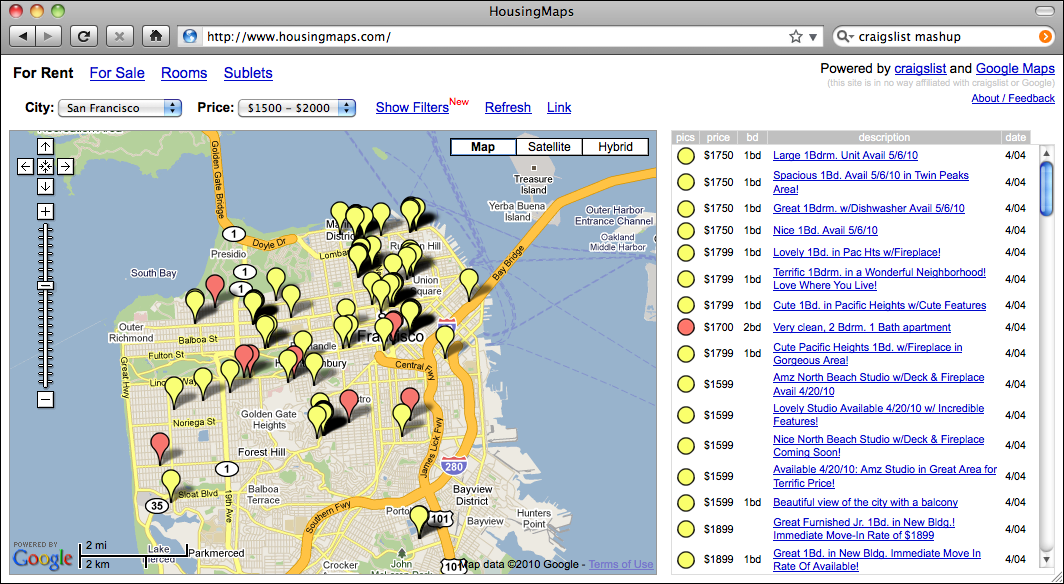 HousingMaps
http://www.housingmaps.com/
craigslist mashup
For Rent For Sale Rooms Sublets
Powered by craigslist and Google Maps
(this site is in no way affiliated with craigslist or Google)
About / Feedback
City: San Francisco Price: $1500 - $2000 Show Filters New Refresh Link
Map Satellite Hybrid
Golden Gate Bridge
Treasure Island
Yerba Buena Island
Outer Harbor Entrance Channel
Oakland Middle Harbor
Bay Bridge
1
Doyle Dr
Presidio
Lombard
South Bay
1
1
Union Square
Outer Richmond
Balboa St
Fulton St
Great Hwy
Central Fwy
Golden Gate Heights
Noriega St
James Lick Fwy
Forest Hill
1
280
Sloat Blvd
35
19th Ave
Balboa Terrace
Bayview District
Southern Fwy
101
Bayview
Hunters Point
Lake Merced
Parkmerced
Crocker
John
101
POWERED BY
Google
2 mi
2 km
Map data ©2010 Google - Terms of Use
pics price bd description date
$1750 1bd Large 1Bdrm. Unit Avail 5/6/10 4/04
$1750 1bd Spacious 1Bd. Avail 5/6/10 in Twin Peaks 4/04
Area!
$1750 1bd Great 1Bdrm. w/Dishwasher Avail 5/6/10 4/04
$1750 1bd Nice 1Bd. Avail 5/6/10 4/04
$1799 1bd Lovely 1Bd. in Pac Hts w/Fireplace! 4/04
$1799 1bd Terrific 1Bdrm. in a Wonderful Neighborhood! 4/04
Love Where You Live!
$1799 1bd Cute 1Bd. in Pacific Heights w/Cute Features 4/04
$1700 2bd Very clean, 2 Bdrm. 1 Bath apartment 4/04
$1799 1bd Cute Pacific Heights 1Bd. w/Fireplace in 4/04
Gorgeous Area!
$1599 Amz North Beach Studio w/Deck & Fireplace 4/04
Avail 4/20/10
$1599 Lovely Studio Available 4/20/10 w/ Incredible 4/04
Features!
$1599 Nice North Beach Studio w/Deck & Fireplace 4/04
Coming Soon!
$1599 Available 4/20/10: Amz Studio in Great Area for 4/04
Terrific Price!
$1599 1bd Beautiful view of the city with a balcony 4/04
$1899 Great Furnished Jr. 1Bd. in New Bldg.! 4/04
Immediate Move-In Rate of $1899
$1899 1bd Great 1Bd. in New Bldg. Immediate Move In 4/04
Rate Of Available!